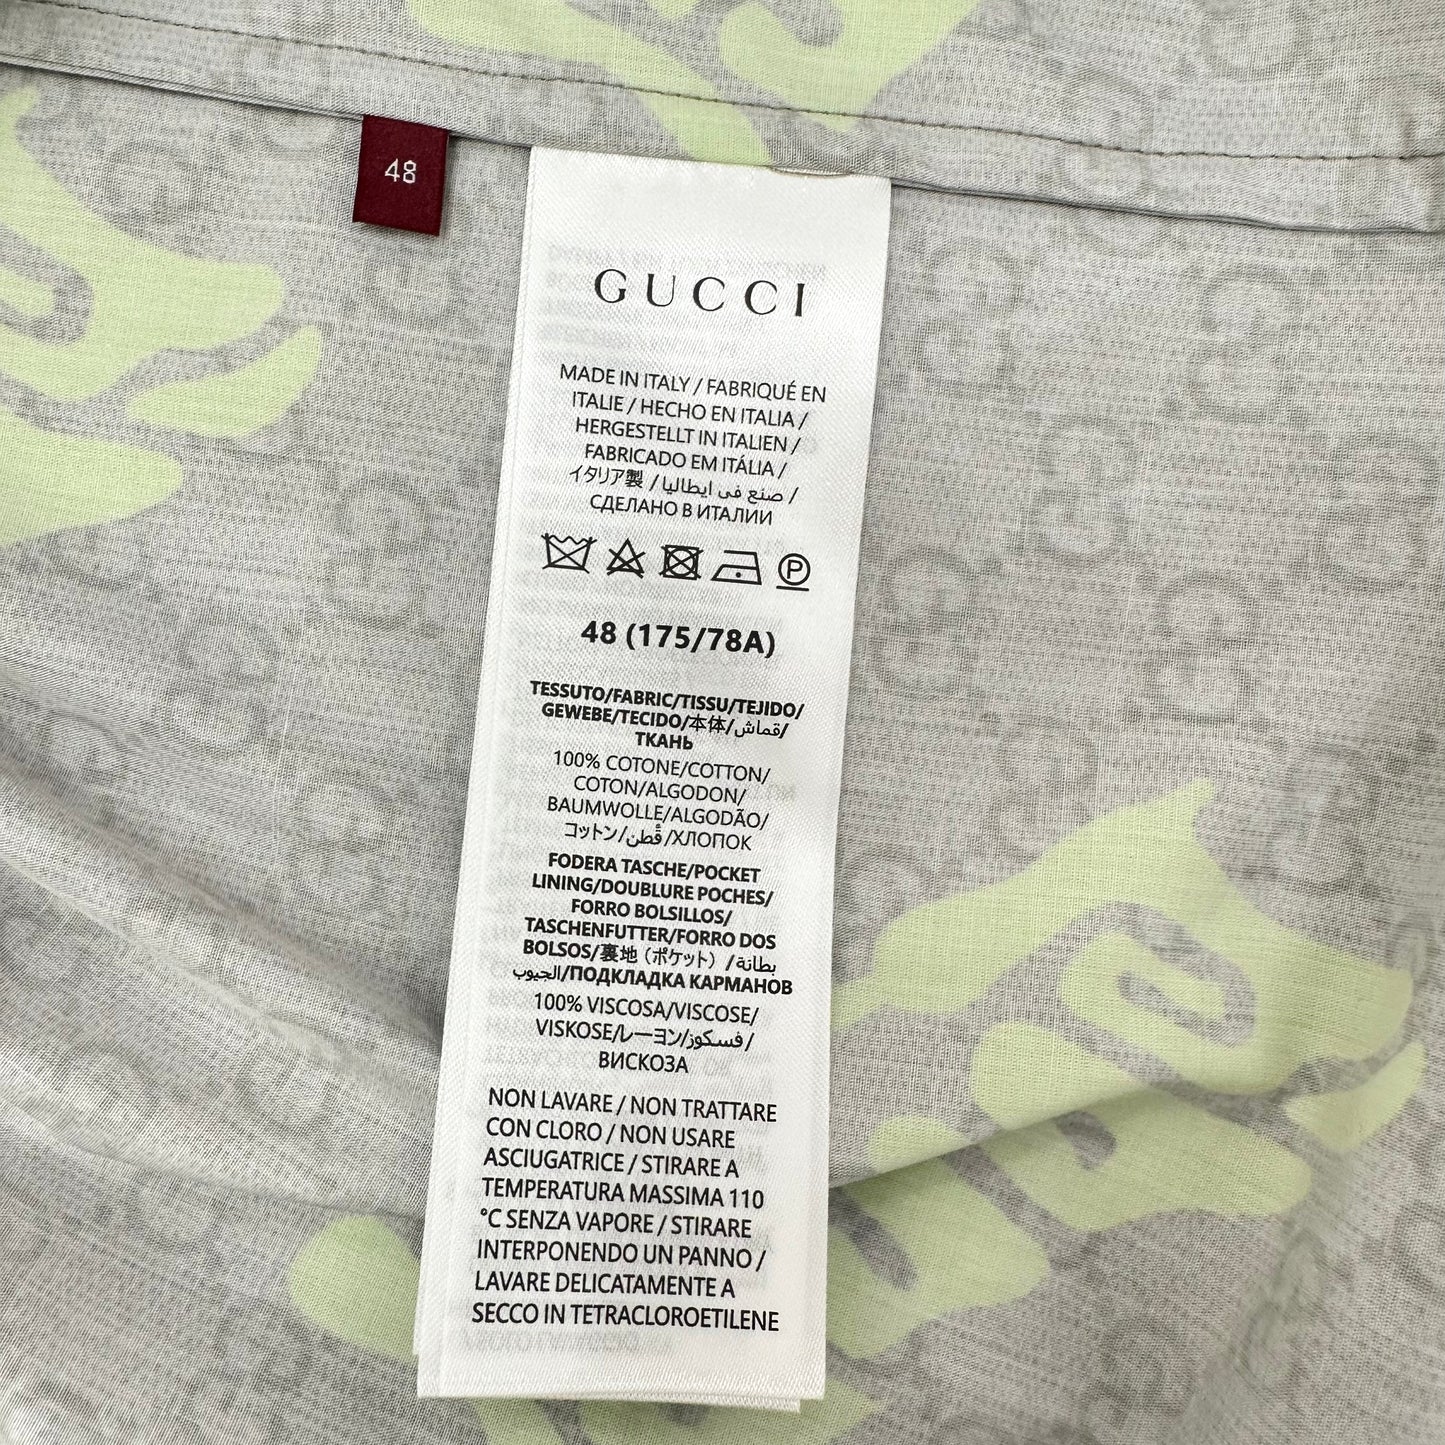 48
GUCCI
MADE IN ITALY / FABRIQUÉ EN
ITALIE / HECHO EN ITALIA /
HERGESTELLT IN ITALIEN /
FABRICADO EM ITÁLIA /
イタリア製 / صنع فى ايطاليا /
СДЕЛАНО В ИТАЛИИ
P
48 (175/78A)
TESSUTO/FABRIC/TISSU/TEJIDO/
GEWEBE/TECIDO/本体/قماش/
ТКАНЬ
100% COTONE/COTTON/
COTON/ALGODON/
BAUMWOLLE/ALGODÃO/
コットン/قُطن/ХЛОПОК
FODERA TASCHE/POCKET
LINING/DOUBLURE POCHES/
FORRO BOLSILLOS/
TASCHENFUTTER/FORRO DOS
BOLSOS/裏地（ポケット）/بطانة
الجيوب/ПОДКЛАДКА КАРМАНОВ
100% VISCOSA/VISCOSE/
VISKOSE/レーヨン/فسكوز/
ВИСКОЗА
NON LAVARE / NON TRATTARE
CON CLORO / NON USARE
ASCIUGATRICE / STIRARE A
TEMPERATURA MASSIMA 110
°C SENZA VAPORE / STIRARE
INTERPONENDO UN PANNO /
LAVARE DELICATAMENTE A
SECCO IN TETRACLOROETILENE